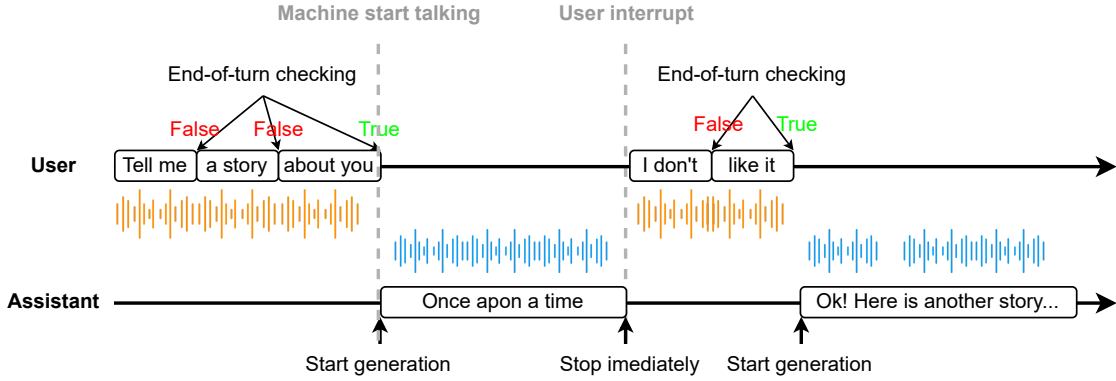 Machine start talking
User interrupt
End-of-turn checking
End-of-turn checking
False
False
True
False
True
User
Tell me
a story
about you
I don't
like it
Assistant
Once apon a time
Ok! Here is another story...
Start generation
Stop imediately
Start generation